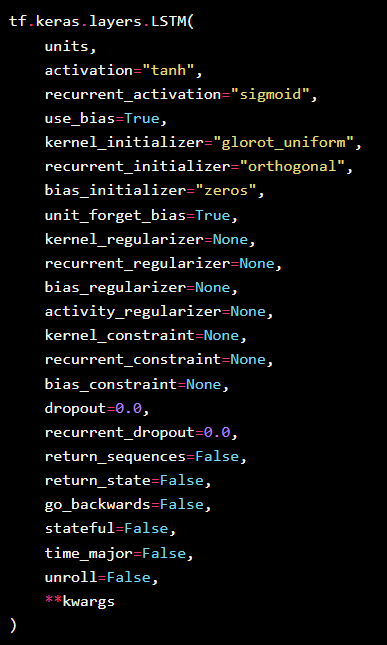 tf.keras.layers.LSTM(
    units,
    activation="tanh",
    recurrent_activation="sigmoid",
    use_bias=True,
    kernel_initializer="glorot_uniform",
    recurrent_initializer="orthogonal",
    bias_initializer="zeros",
    unit_forget_bias=True,
    kernel_regularizer=None,
    recurrent_regularizer=None,
    bias_regularizer=None,
    activity_regularizer=None,
    kernel_constraint=None,
    recurrent_constraint=None,
    bias_constraint=None,
    dropout=0.0,
    recurrent_dropout=0.0,
    return_sequences=False,
    return_state=False,
    go_backwards=False,
    stateful=False,
    time_major=False,
    unroll=False,
    **kwargs
)